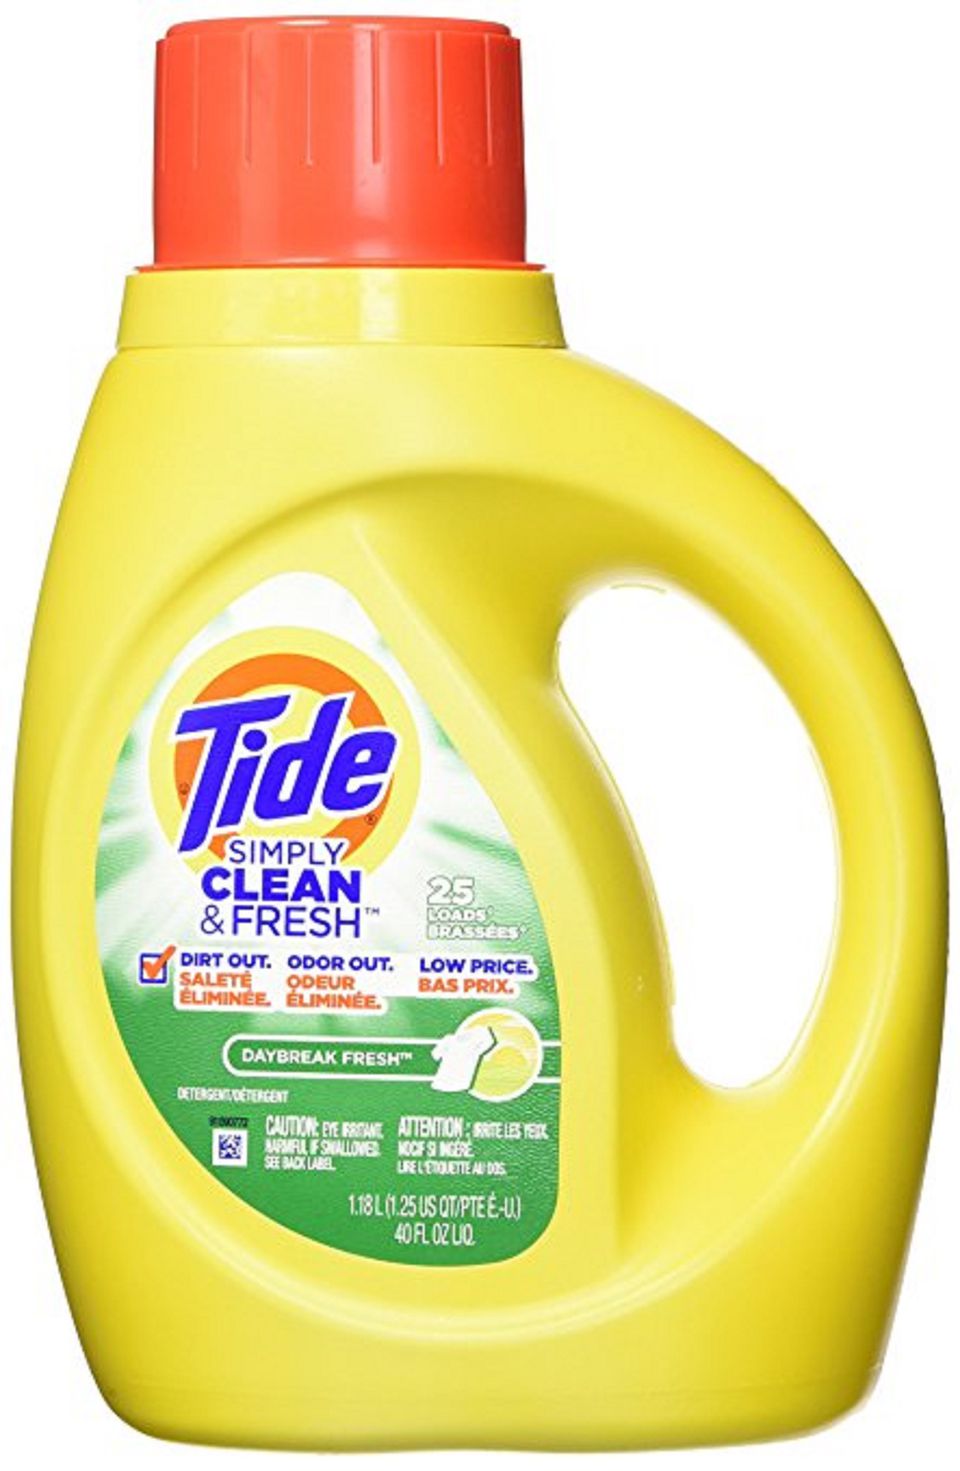 Tide®
SIMPLY
CLEAN
& FRESH™
25
LOADS*
BRASSÉES*
DIRT OUT. ODOR OUT. LOW PRICE.
SALETÉ ODEUR BAS PRIX.
ÉLIMINÉE. ÉLIMINÉE.
DAYBREAK FRESH™
DETERGENT/DÉTERGENT
CAUTION: EYE IRRITANT.
HARMFUL IF SWALLOWED.
SEE BACK LABEL.
ATTENTION : IRRITE LES YEUX.
NOCIF SI INGÉRÉ.
LIRE L'ÉTIQUETTE AU DOS.
1.18 L (1.25 US QT/PTE É.-U.)
40 FL OZ LIQ.